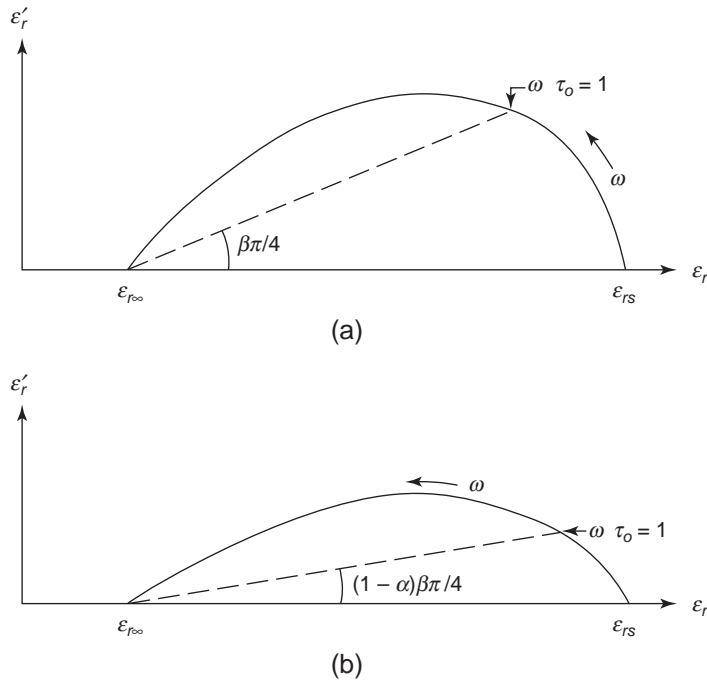 ε′r
ω τo = 1
ω
βπ/4
εr∞
εrs
εr
(a)
ε′r
ω
ω τo = 1
(1 − α)βπ/4
εr∞
εrs
εr
(b)